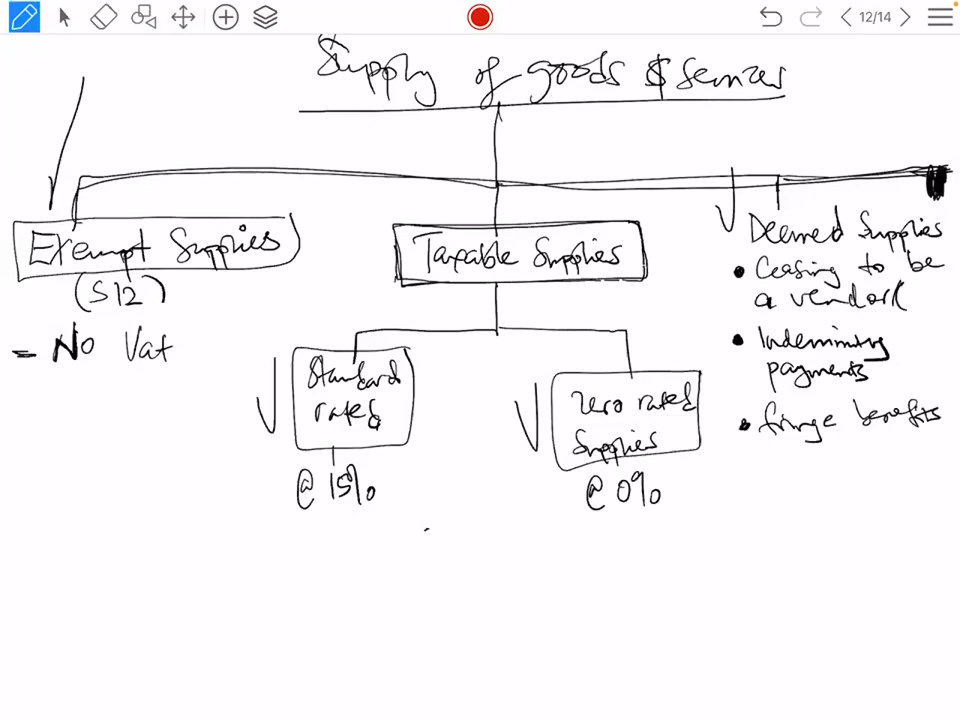 12/14
Supply of goods & Services
Exempt Supplies
(S12)
- No Vat
Taxable Supplies
Standard
rated
@ 15%
Zero rated
Supplies
@ 0%
Deemed Supplies
• Ceasing to be
a vendor
• Indemnity
payments
• fringe benefits